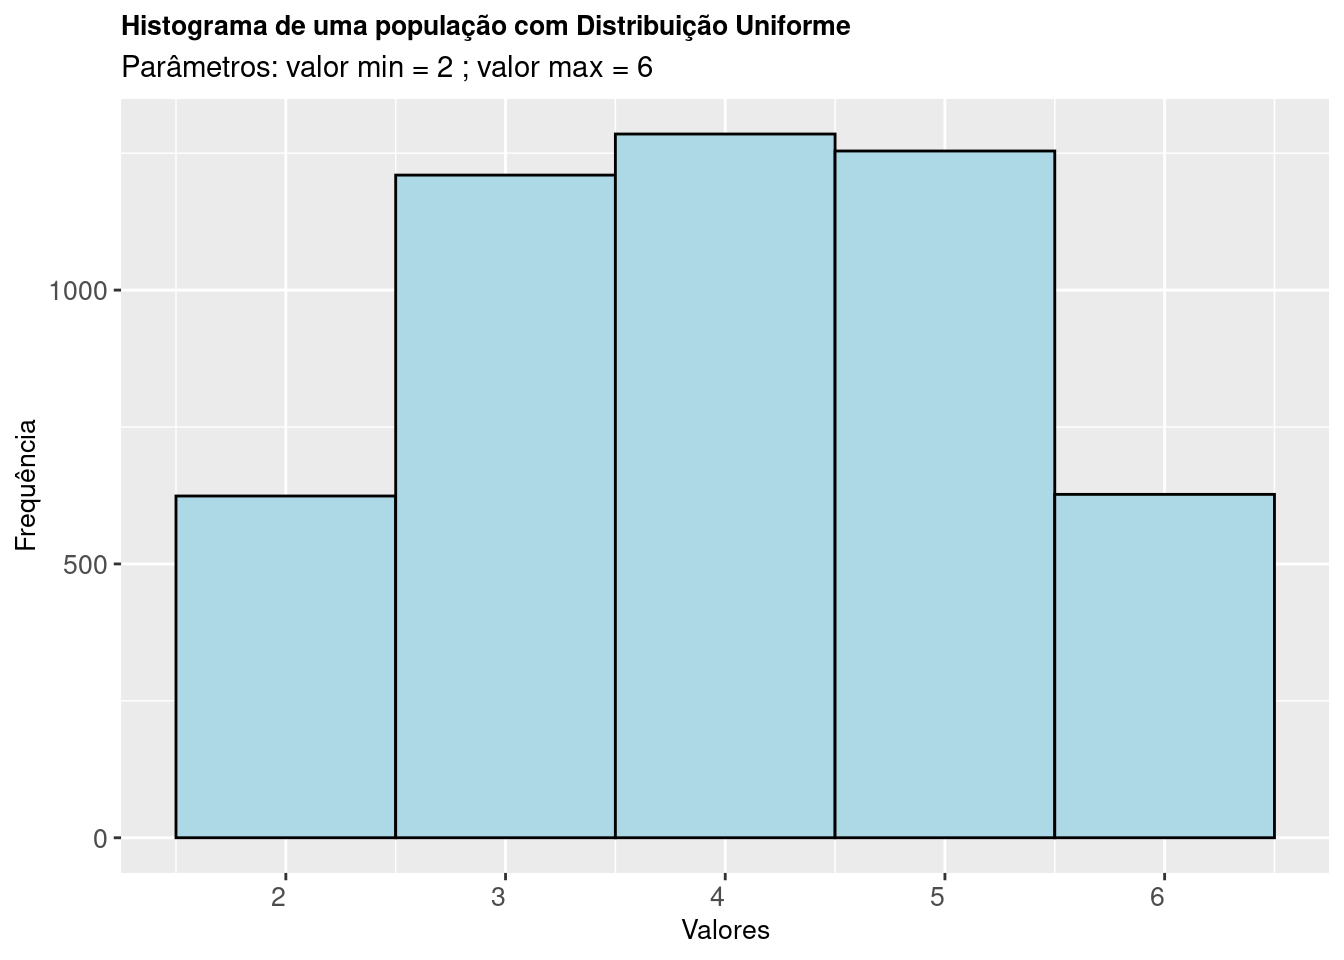 Histograma de uma população com Distribuição Uniforme
Parâmetros: valor min = 2 ; valor max = 6
1000
500
0
Frequência
2 3 4 5 6
Valores